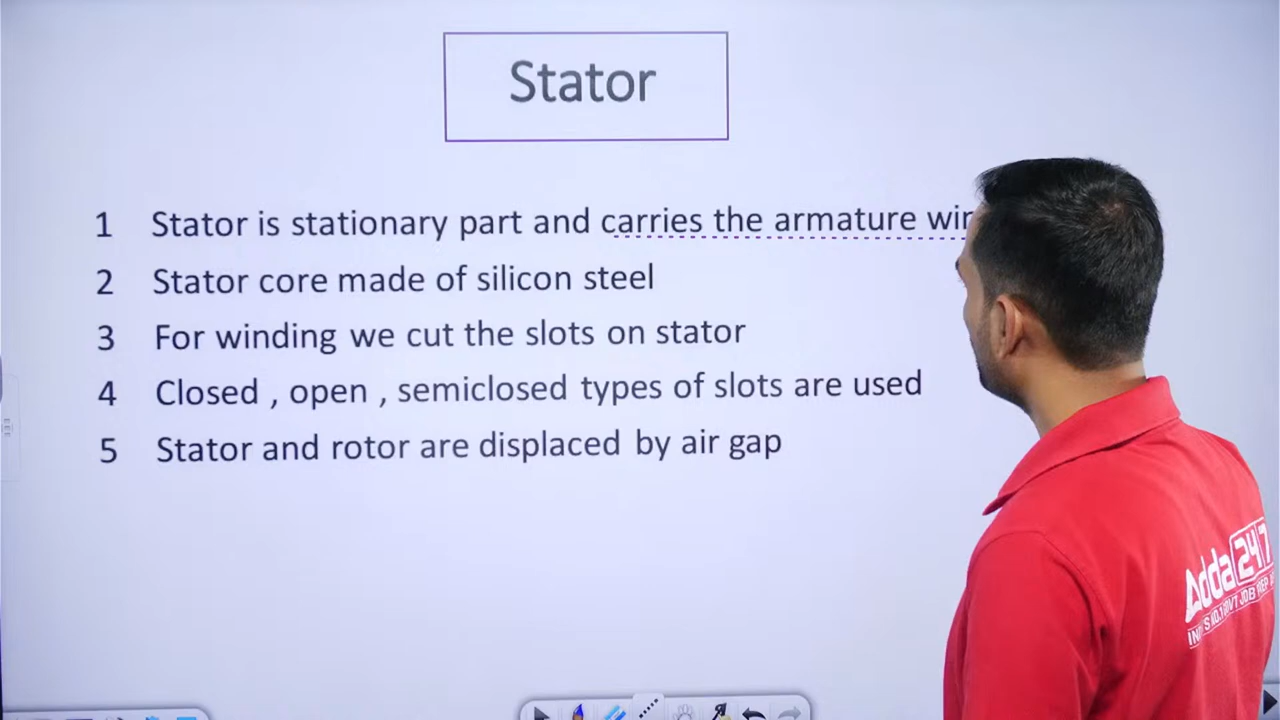 Stator
1 Stator is stationary part and carries the armature
2 Stator core made of silicon steel
3 For winding we cut the slots on stator
4 Closed , open , semiclosed types of slots are used
5 Stator and rotor are displaced by air gap
Adda 247